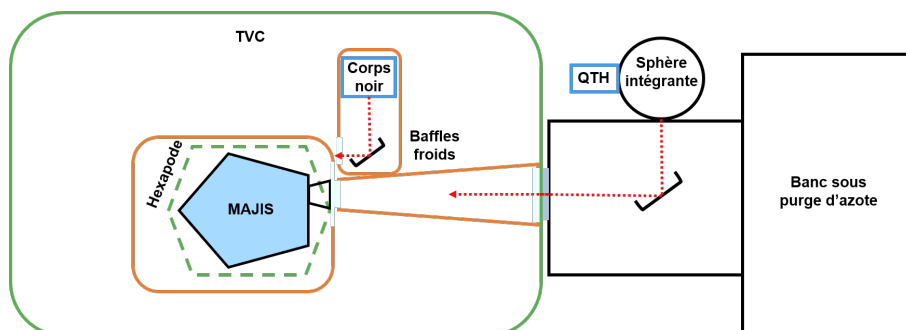 TVC
Corps
noir
QTH
Sphère
intégrante
Baffles
froids
Hexapode
MAJIS
Banc sous
purge d'azote